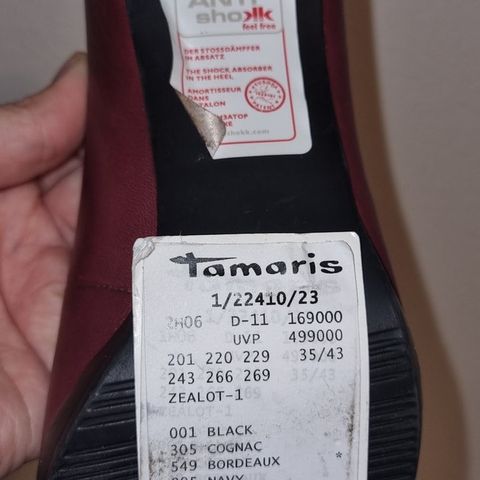 ANTI
shokk
feel free
DER STOSSDÄMPFER
IM ABSATZ
THE SHOCK ABSORBER
IN THE HEEL
AMORTISSEUR
DANS
TALON
shokk.com
Tamaris
1/22410/23
D-11 169000
UVP 499000
201 220 229 35/43
243 266 269
ZEALOT-1
001 BLACK
305 COGNAC
549 BORDEAUX *
NAVY